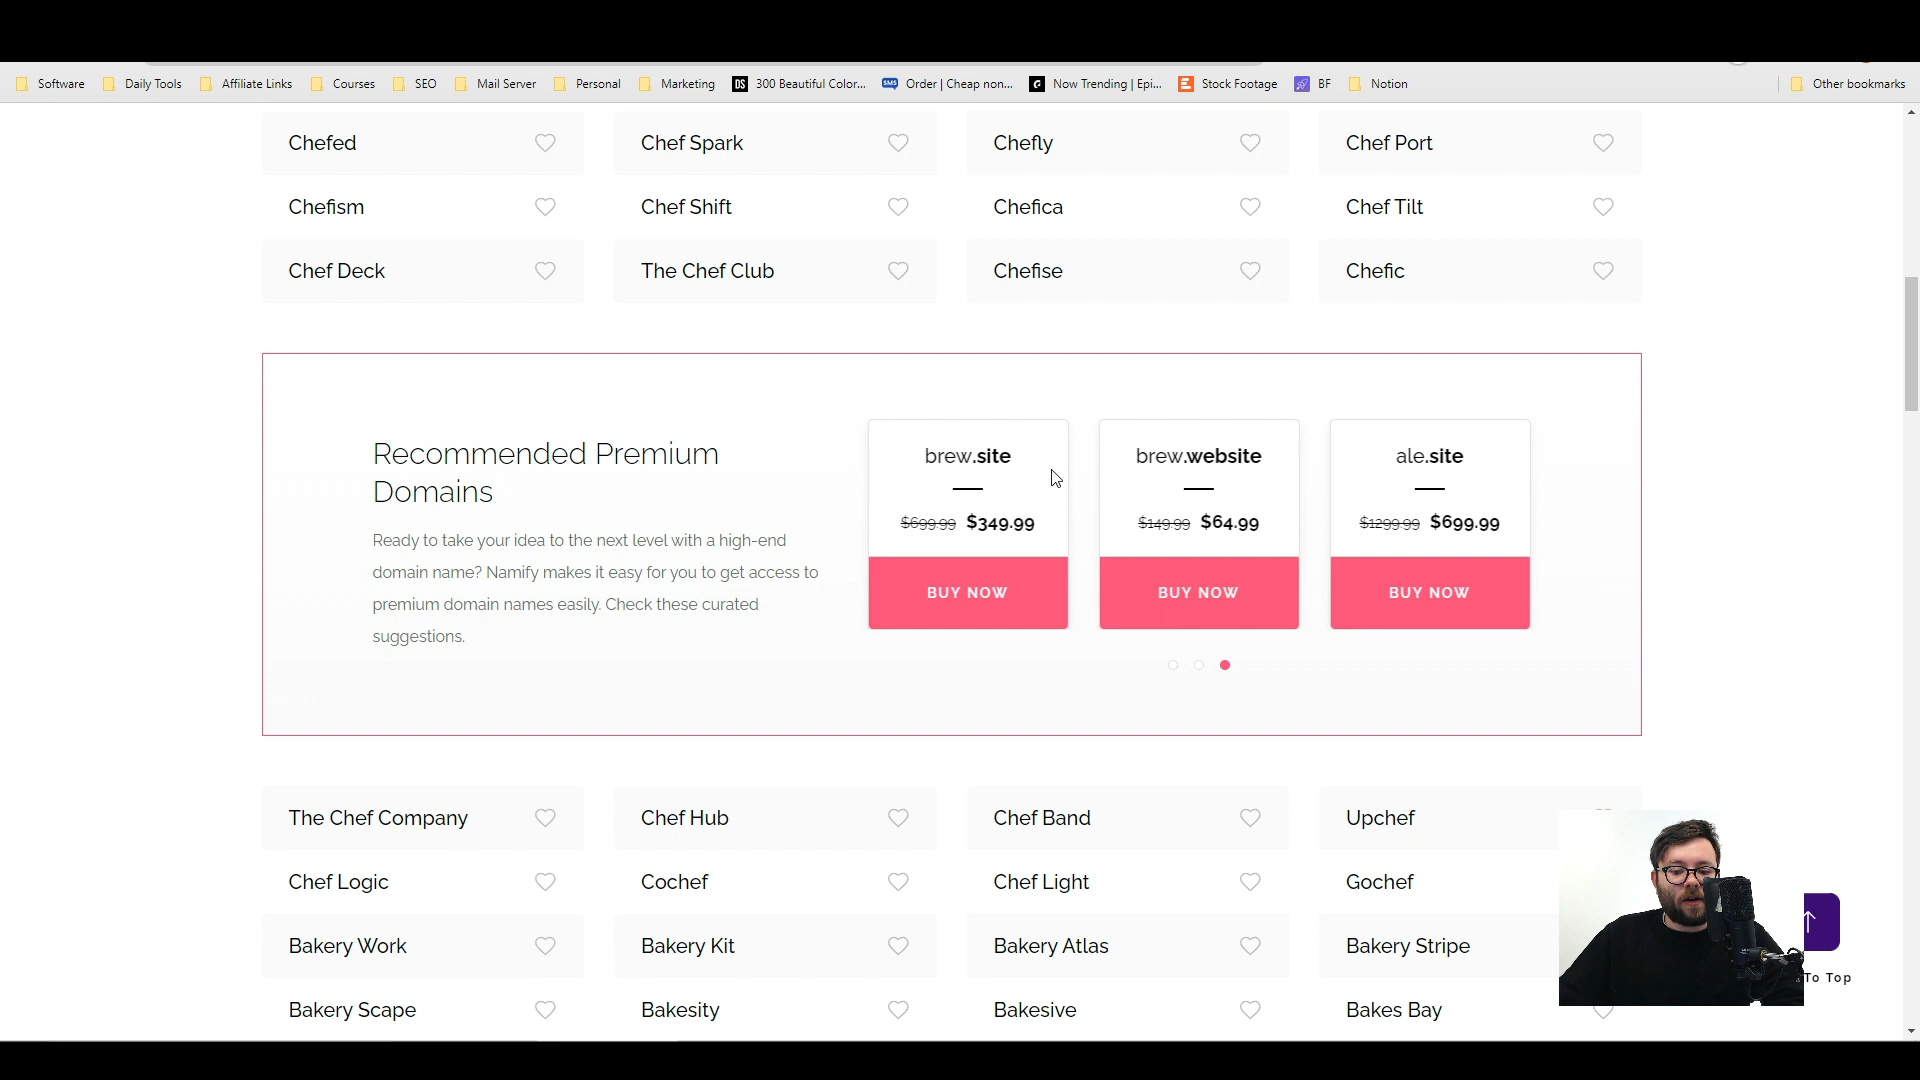 Software Daily Tools Affiliate Links Courses SEO Mail Server Personal Marketing DS 300 Beautiful Color... SMS Order | Cheap non... Now Trending | Epi... Stock Footage BF Notion Other bookmarks
Chefed Chef Spark Chefly Chef Port
Chefism Chef Shift Chefica Chef Tilt
Chef Deck The Chef Club Chefise Chefic
Recommended Premium
Domains
Ready to take your idea to the next level with a high-end
domain name? Namify makes it easy for you to get access to
premium domain names easily. Check these curated
suggestions.
brew.site brew.website ale.site
$699.99 $349.99 $149.99 $64.99 $1299.99 $699.99
BUY NOW BUY NOW BUY NOW
The Chef Company Chef Hub Chef Band Upchef
Chef Logic Cochef Chef Light Gochef
Bakery Work Bakery Kit Bakery Atlas Bakery Stripe
To Top
Bakery Scape Bakesity Bakesive Bakes Bay